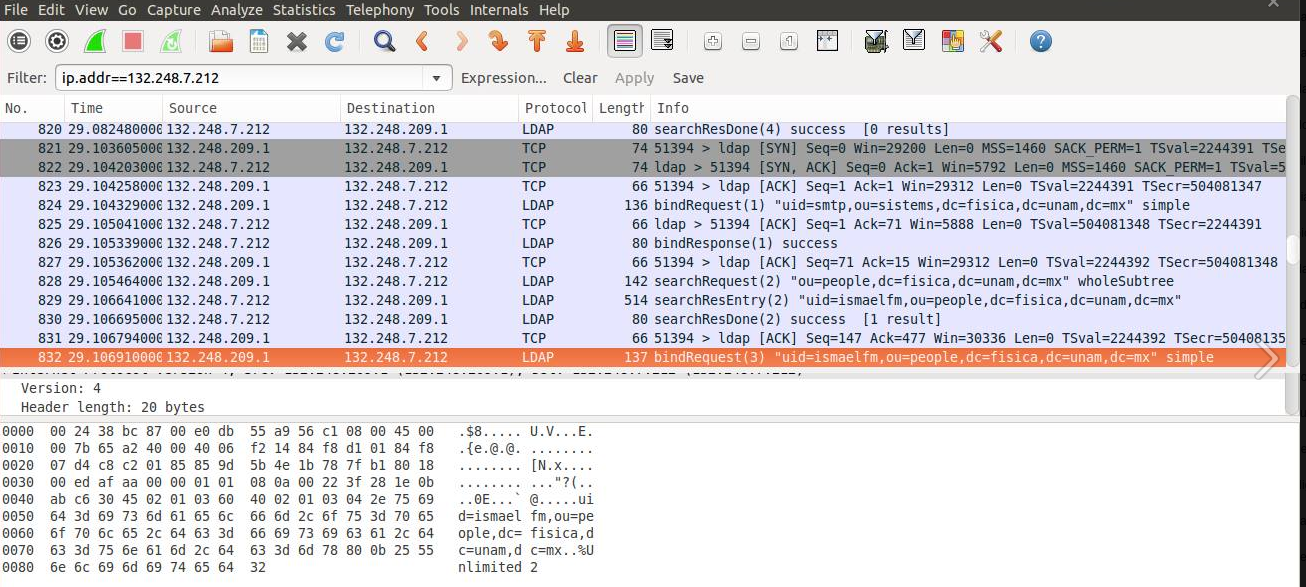 File Edit View Go Capture Analyze Statistics Telephony Tools Internals Help
Filter: ip.addr==132.248.7.212 Expression... Clear Apply Save
No. Time Source Destination Protocol Length Info
820 29.082480000 132.248.7.212 132.248.209.1 LDAP 80 searchResDone(4) success [0 results]
821 29.103605000 132.248.209.1 132.248.7.212 TCP 74 51394 > ldap [SYN] Seq=0 Win=29200 Len=0 MSS=1460 SACK_PERM=1 TSval=2244391 TSe
822 29.104203000 132.248.7.212 132.248.209.1 TCP 74 ldap > 51394 [SYN, ACK] Seq=0 Ack=1 Win=5792 Len=0 MSS=1460 SACK_PERM=1 TSval=5
823 29.104258000 132.248.209.1 132.248.7.212 TCP 66 51394 > ldap [ACK] Seq=1 Ack=1 Win=29312 Len=0 TSval=2244391 TSecr=504081347
824 29.104329000 132.248.209.1 132.248.7.212 LDAP 136 bindRequest(1) "uid=smtp,ou=sistems,dc=fisica,dc=unam,dc=mx" simple
825 29.105041000 132.248.7.212 132.248.209.1 TCP 66 ldap > 51394 [ACK] Seq=1 Ack=71 Win=5888 Len=0 TSval=504081348 TSecr=2244391
826 29.105339000 132.248.7.212 132.248.209.1 LDAP 80 bindResponse(1) success
827 29.105362000 132.248.209.1 132.248.7.212 TCP 66 51394 > ldap [ACK] Seq=71 Ack=15 Win=29312 Len=0 TSval=2244392 TSecr=504081348
828 29.105464000 132.248.209.1 132.248.7.212 LDAP 142 searchRequest(2) "ou=people,dc=fisica,dc=unam,dc=mx" wholeSubtree
829 29.106641000 132.248.7.212 132.248.209.1 LDAP 514 searchResEntry(2) "uid=ismaelfm,ou=people,dc=fisica,dc=unam,dc=mx"
830 29.106695000 132.248.7.212 132.248.209.1 LDAP 80 searchResDone(2) success [1 result]
831 29.106794000 132.248.209.1 132.248.7.212 TCP 66 51394 > ldap [ACK] Seq=147 Ack=477 Win=30336 Len=0 TSval=2244392 TSecr=50408135
832 29.106910000 132.248.209.1 132.248.7.212 LDAP 137 bindRequest(3) "uid=ismaelfm,ou=people,dc=fisica,dc=unam,dc=mx" simple
Version: 4
Header length: 20 bytes
0000 00 24 38 bc 87 00 e0 db 55 a9 56 c1 08 00 45 00 .$8..... U.V...E.
0010 00 7b 65 a2 40 00 40 06 f2 14 84 f8 d1 01 84 f8 .{e.@.@. ........
0020 07 d4 c8 c2 01 85 85 9d 5b 4e 1b 78 7f b1 80 18 ........ [N.x....
0030 00 ed af aa 00 00 01 01 08 0a 00 22 3f 28 1e 0b ........ ..."?(..
0040 ab c6 30 45 02 01 03 60 40 02 01 03 04 2e 75 69 ..0E...` @.....ui
0050 64 3d 69 73 6d 61 65 6c 66 6d 2c 6f 75 3d 70 65 d=ismael fm,ou=pe
0060 6f 70 6c 65 2c 64 63 3d 66 69 73 69 63 61 2c 64 ople,dc= fisica,d
0070 63 3d 75 6e 61 6d 2c 64 63 3d 6d 78 80 0b 25 55 c=unam,d c=mx..%U
0080 6e 6c 69 6d 69 74 65 64 32 nlimited 2